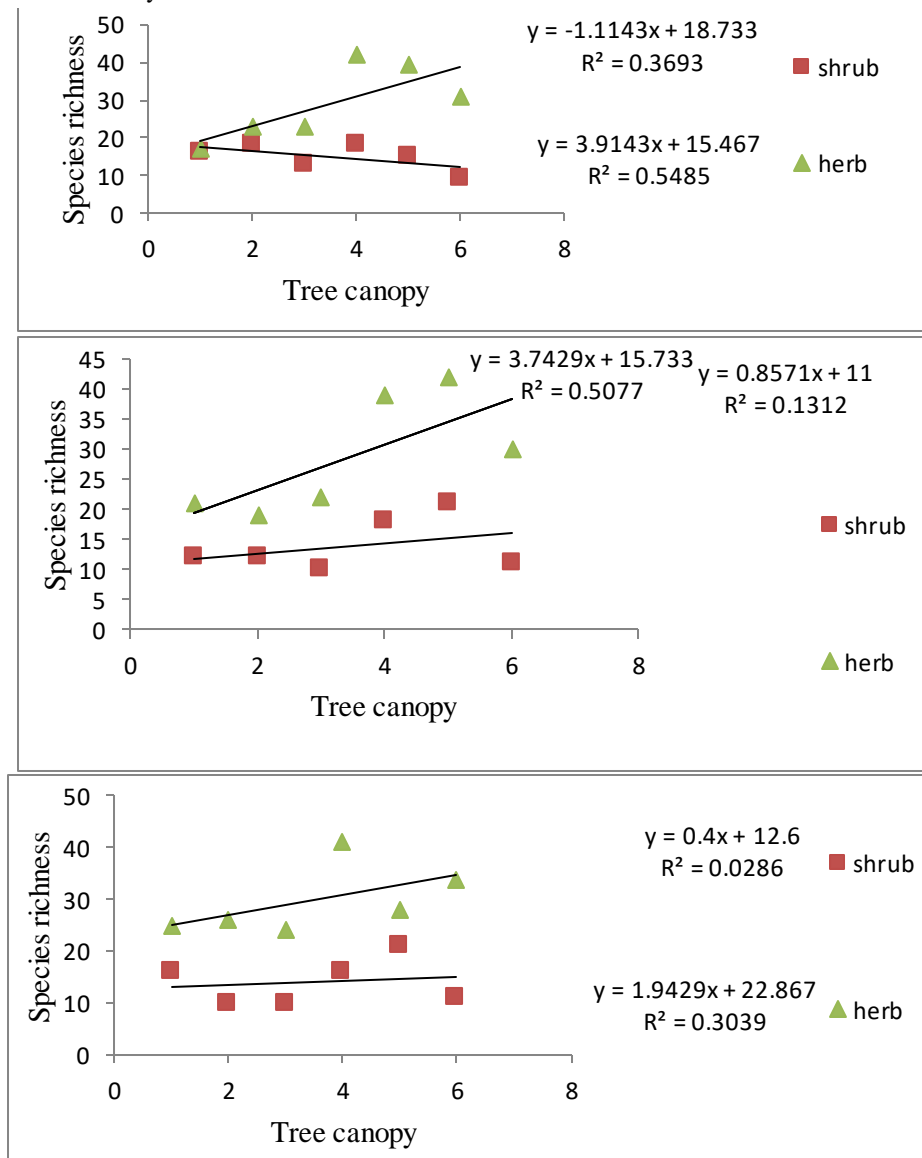 Species richness
50
40
30
20
10
0
0 2 4 6 8
Tree canopy
y = -1.1143x + 18.733
R² = 0.3693
shrub
y = 3.9143x + 15.467
R² = 0.5485
herb
Species richness
45
40
35
30
25
20
15
10
5
0
0 2 4 6 8
Tree canopy
y = 3.7429x + 15.733
R² = 0.5077
y = 0.8571x + 11
R² = 0.1312
shrub
herb
Species richness
50
40
30
20
10
0
0 2 4 6 8
Tree canopy
y = 0.4x + 12.6
R² = 0.0286
shrub
y = 1.9429x + 22.867
R² = 0.3039
herb